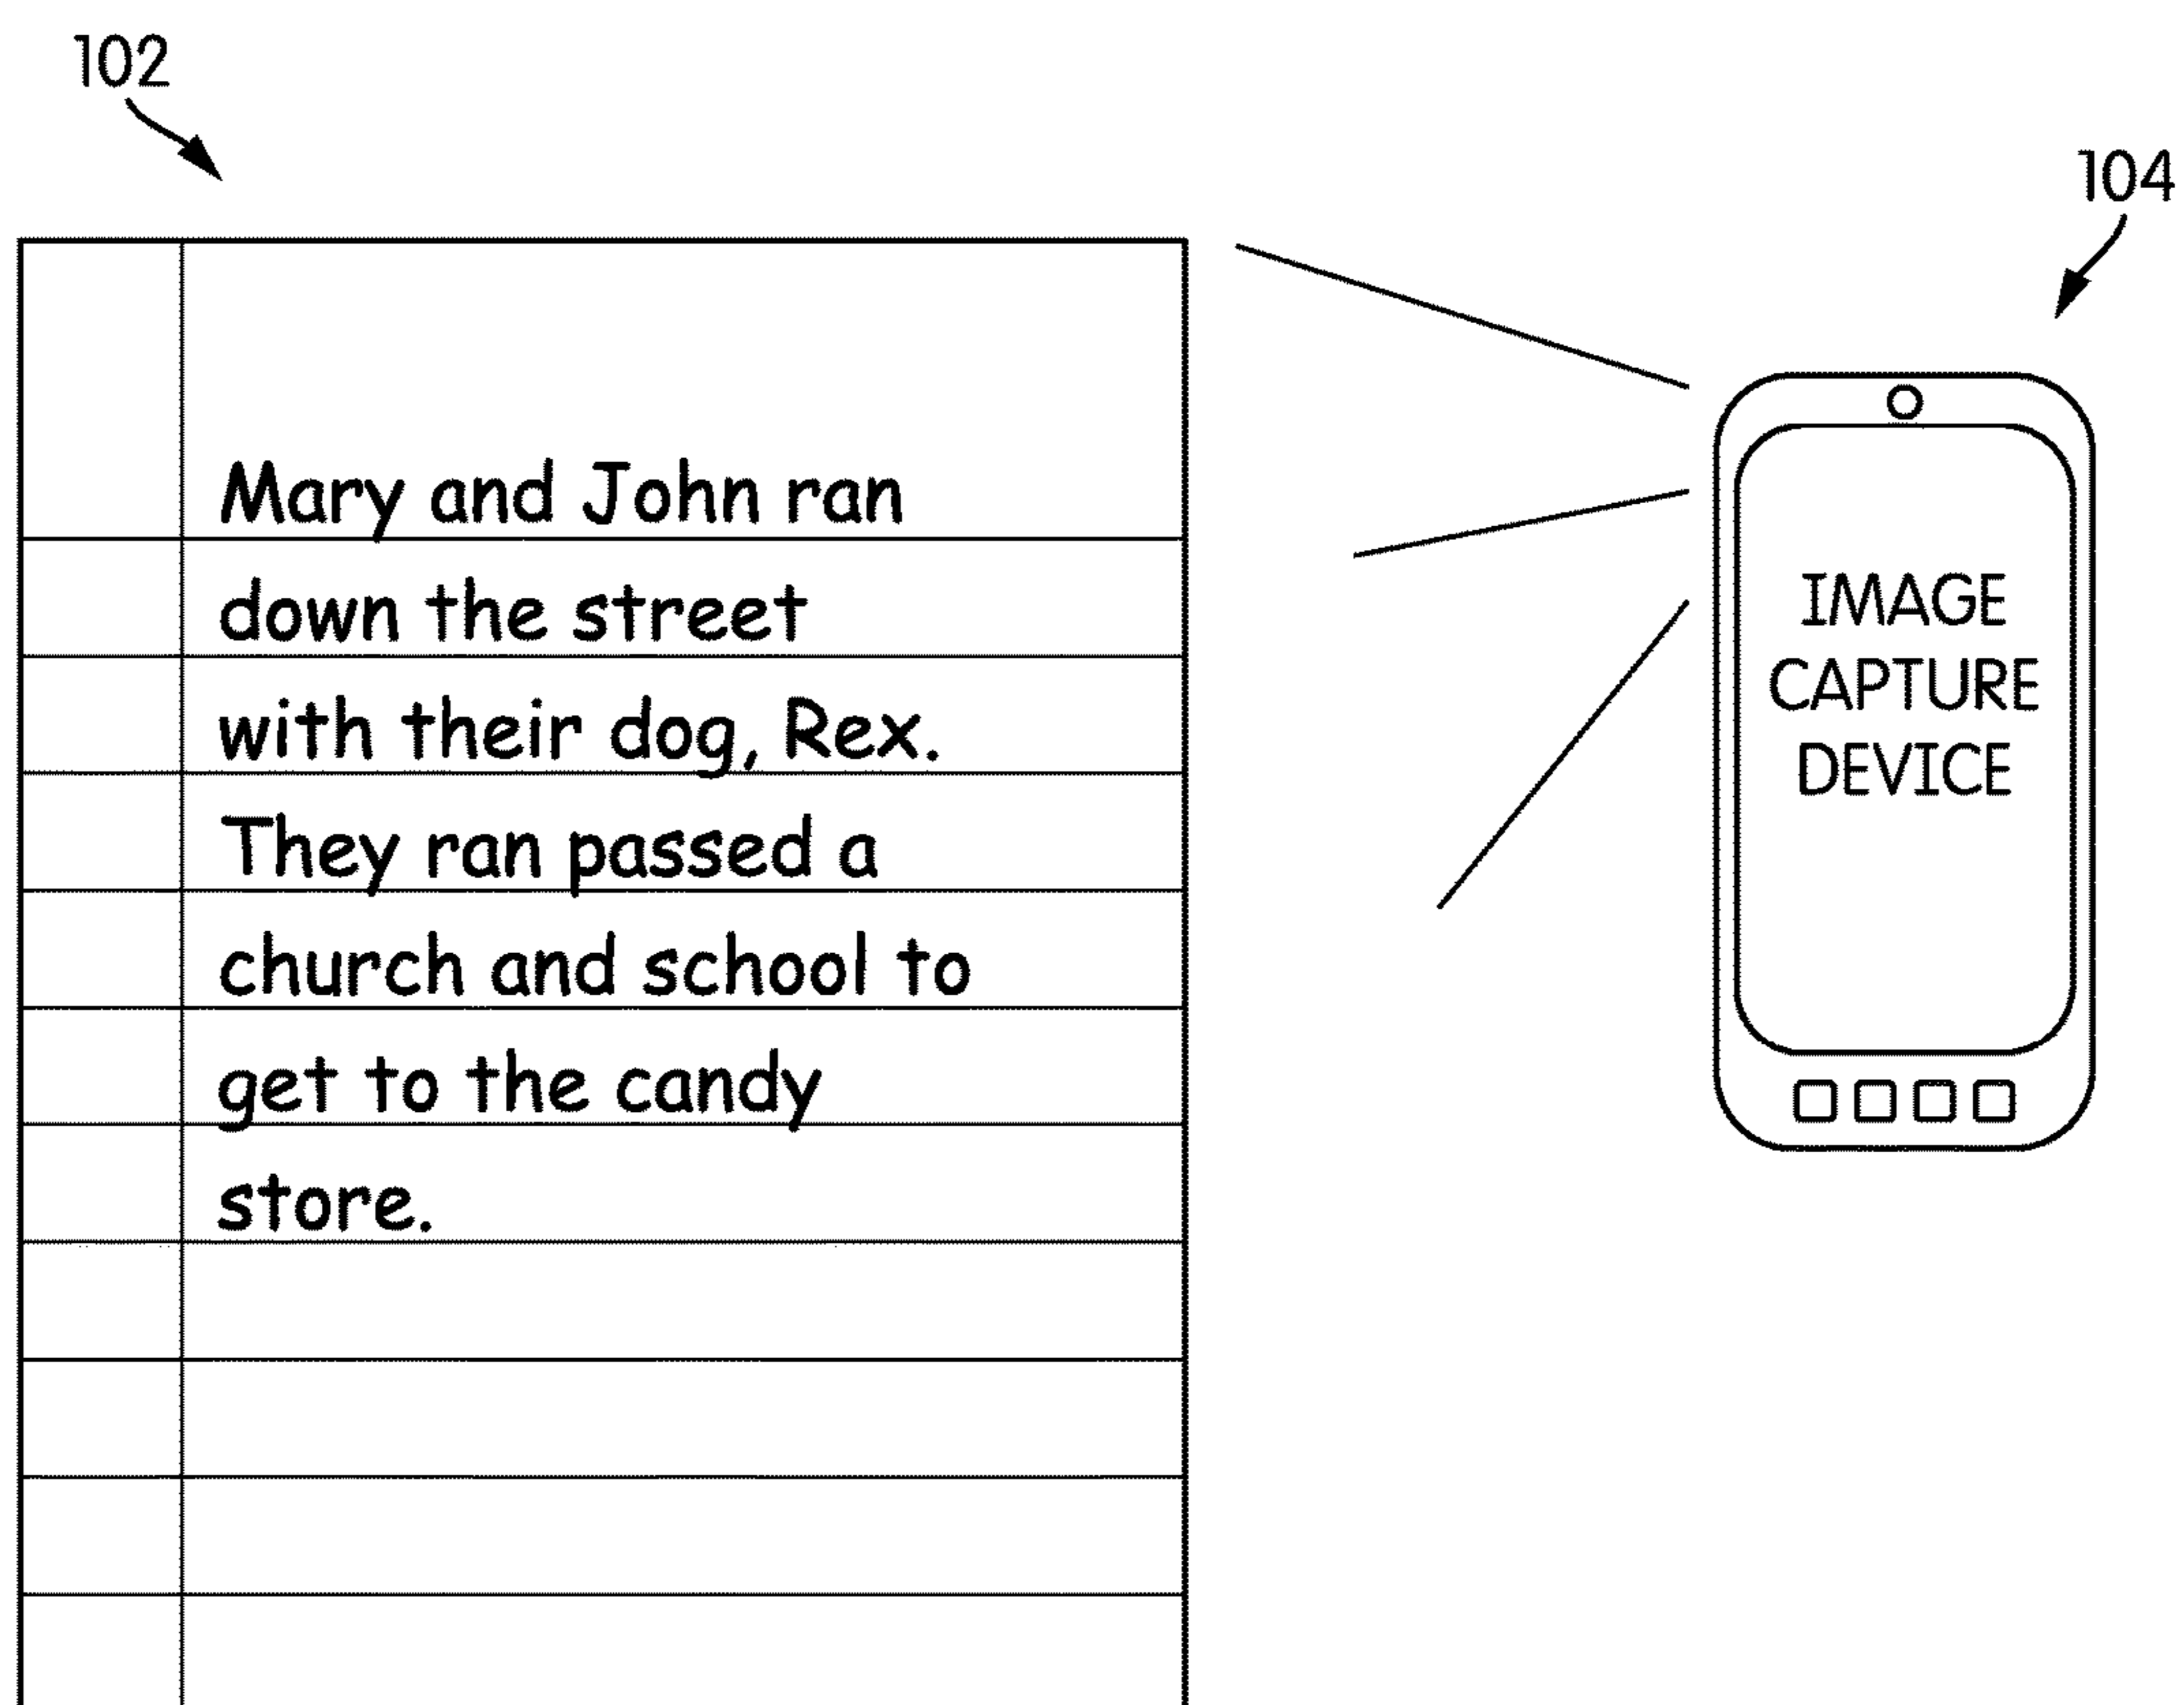 102
104
Mary and John ran
down the street
with their dog, Rex.
They ran passed a
church and school to
get to the candy
store.
IMAGE
CAPTURE
DEVICE